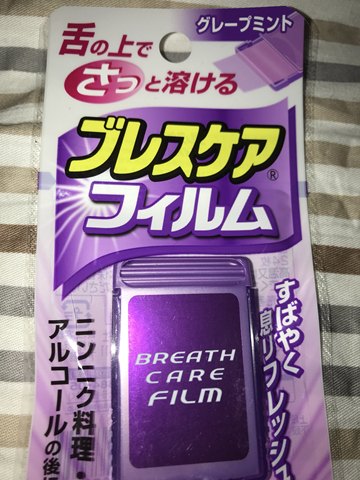 グレープミント
舌の上で
さっと溶ける
ブレスケア®
フィルム
すばやく
息リフレッシュ
ニンニク料理・
アルコールの後
BREATH
CARE
FILM